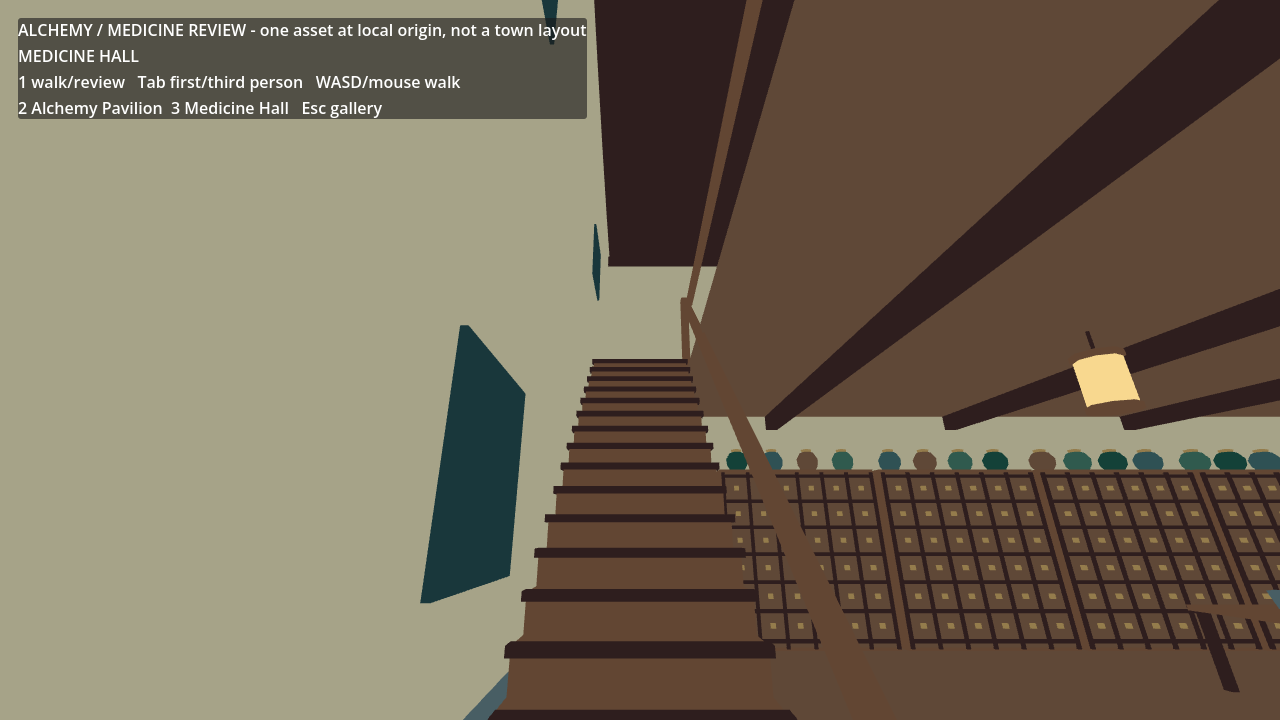 ALCHEMY / MEDICINE REVIEW - one asset at local origin, not a town layout
MEDICINE HALL
1 walk/review   Tab first/third person   WASD/mouse walk
2 Alchemy Pavilion  3 Medicine Hall   Esc gallery